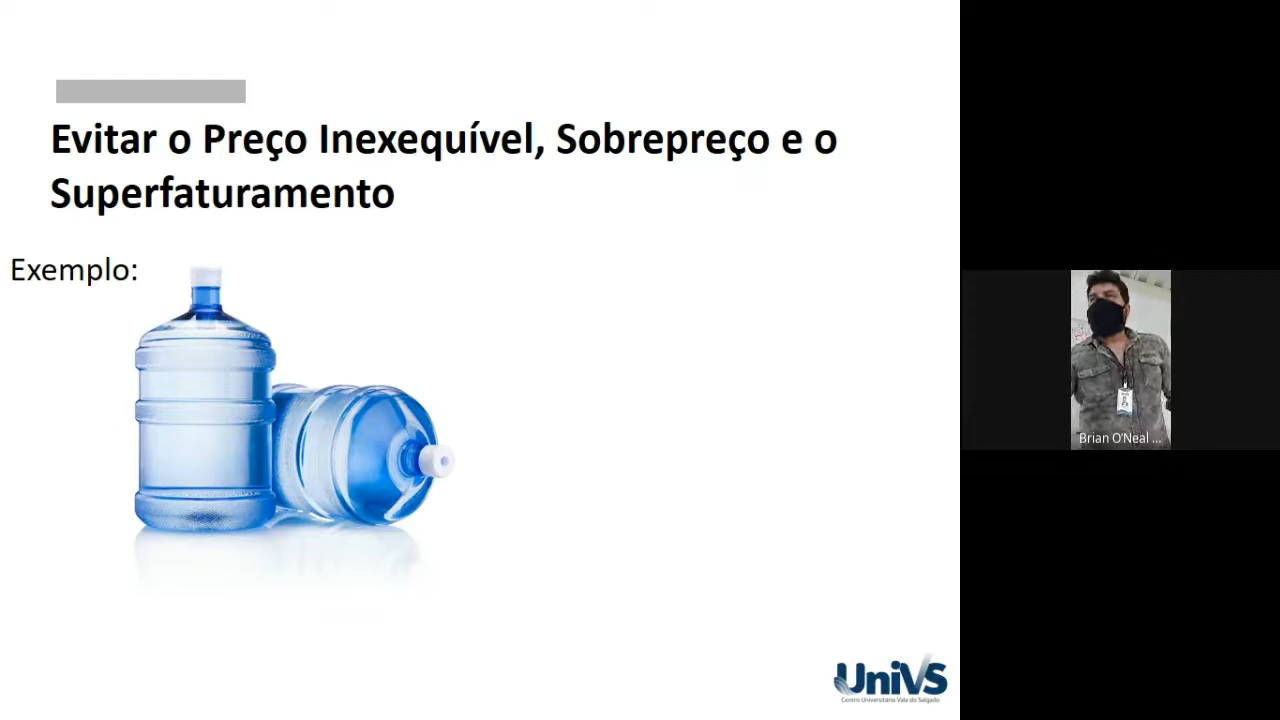 Evitar o Preço Inexequível, Sobrepreço e o
Superfaturamento
Exemplo:
Brian O'Neal ...
UniVS
Centro Universitário Vale do Salgado